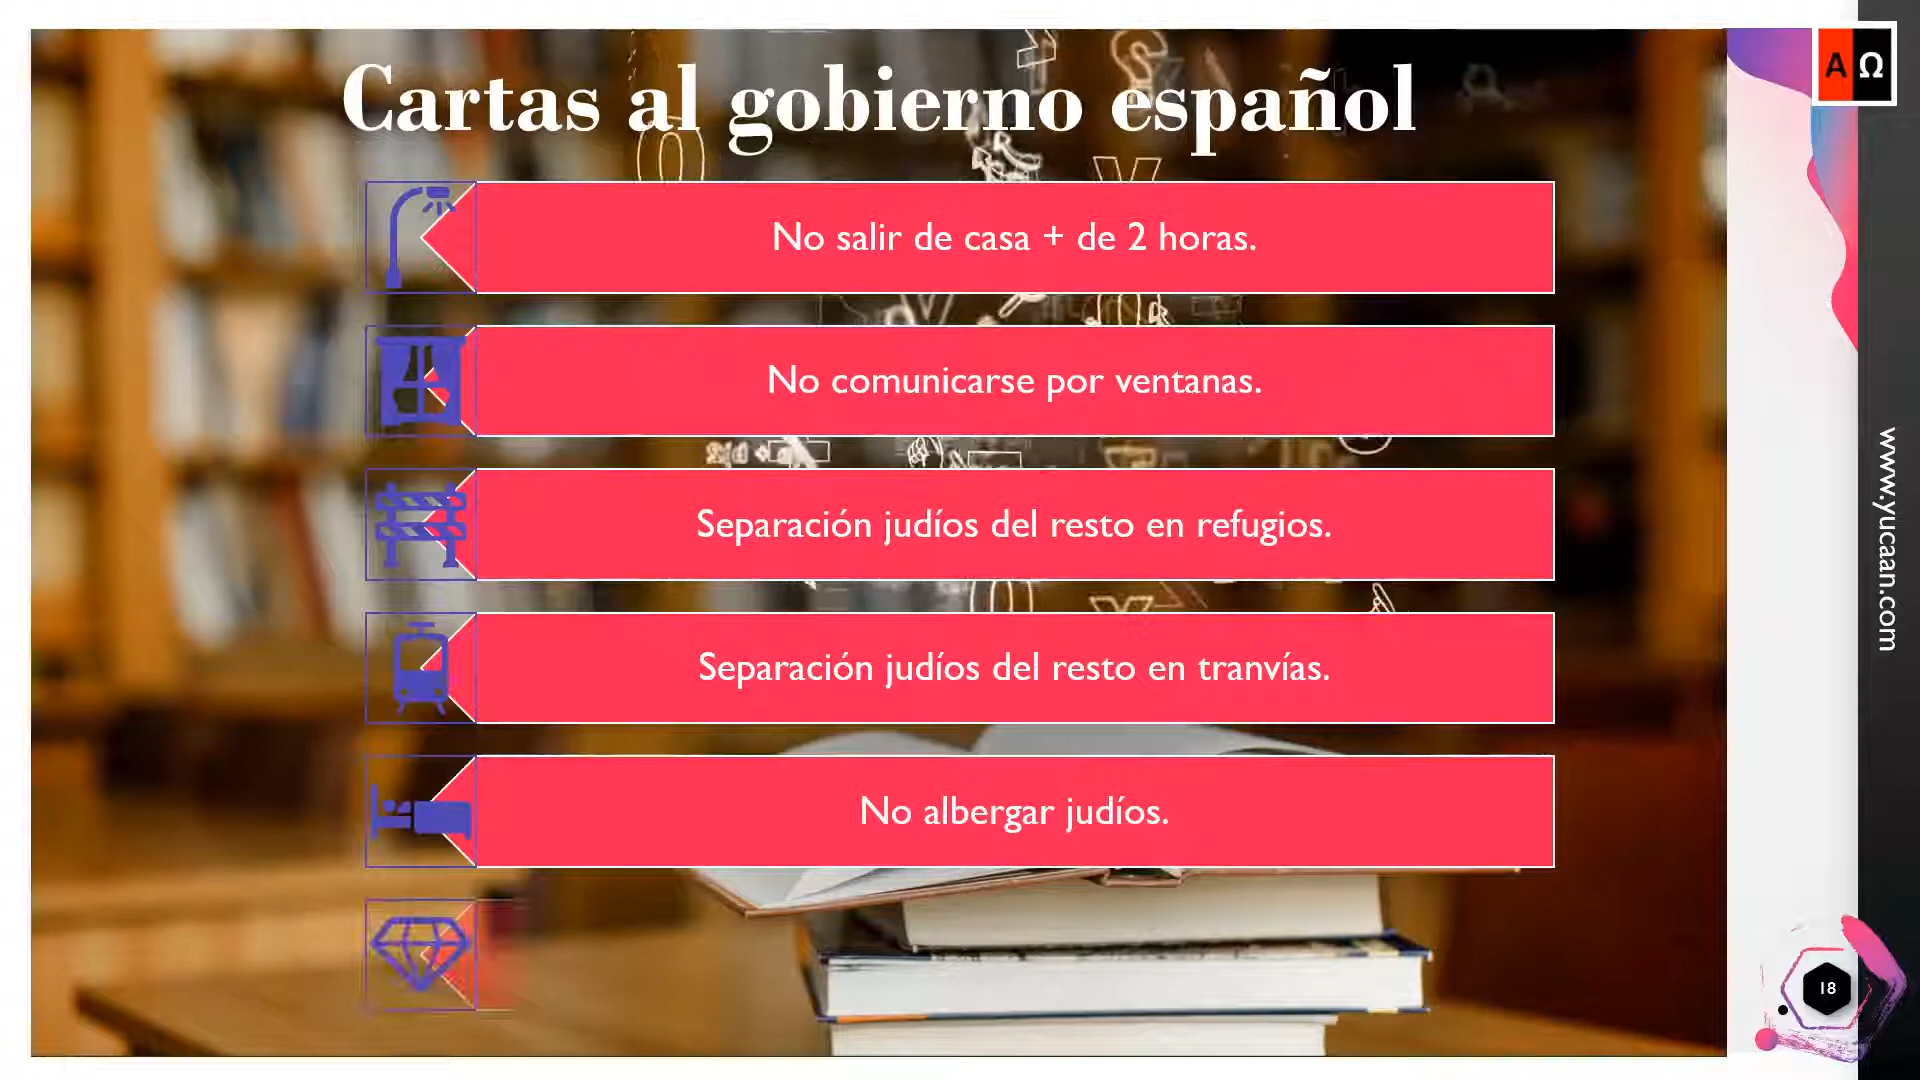 Cartas al gobierno español
A Ω
No salir de casa + de 2 horas.
No comunicarse por ventanas.
Separación judíos del resto en refugios.
Separación judíos del resto en tranvías.
No albergar judíos.
www.yucaan.com
18